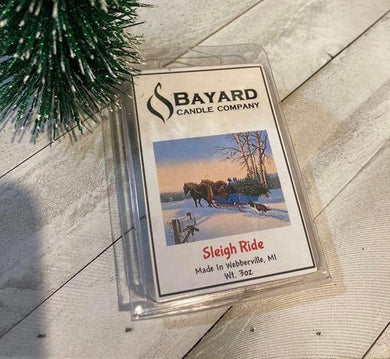 BAYARD
CANDLE COMPANY
Sleigh Ride
Made In Webberville, MI
Wt. 3oz